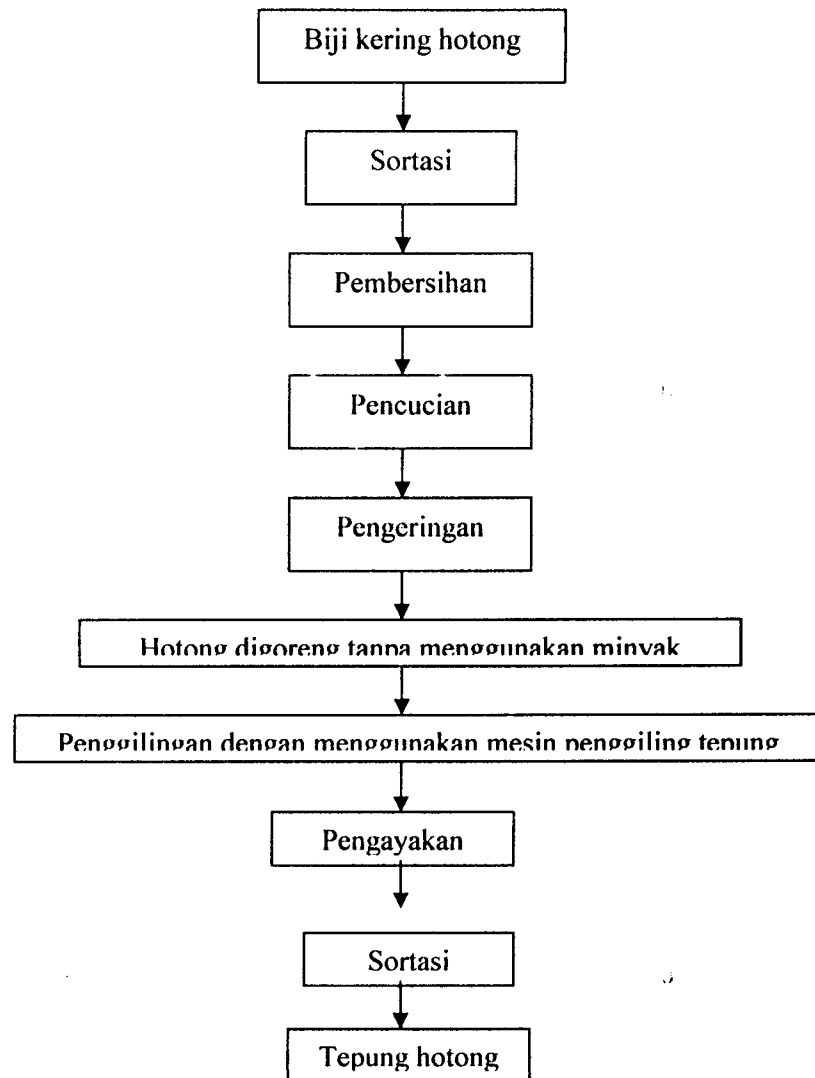 Biji kering hotong
Sortasi
Pembersihan
Pencucian
Pengeringan
Hotong digoreng tanpa menggunakan minyak
Penggilingan dengan menggunakan mesin penggiling tepung
Pengayakan
Sortasi
Tepung hotong